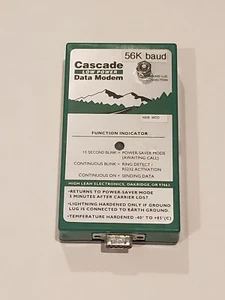 56K baud
Cascade
LOW POWER
Data Modem
FUNCTION INDICATOR
15 SECOND BLINK = POWER-SAVER MODE
(AWAITING CALL)
CONTINUOUS BLINK = RING DETECT /
RS232 ACTIVATION
CONTINUOUS ON = SENDING DATA
HIGH LEAH ELECTRONICS, OAKRIDGE, OR 97463
•RETURNS TO POWER-SAVER MODE
3 MINUTES AFTER CARRIER LOST
•LIGHTNING HARDENED ONLY IF GROUND
LUG IS CONNECTED TO EARTH GROUND.
•TEMPERATURE HARDENED -40° TO +85°(C)